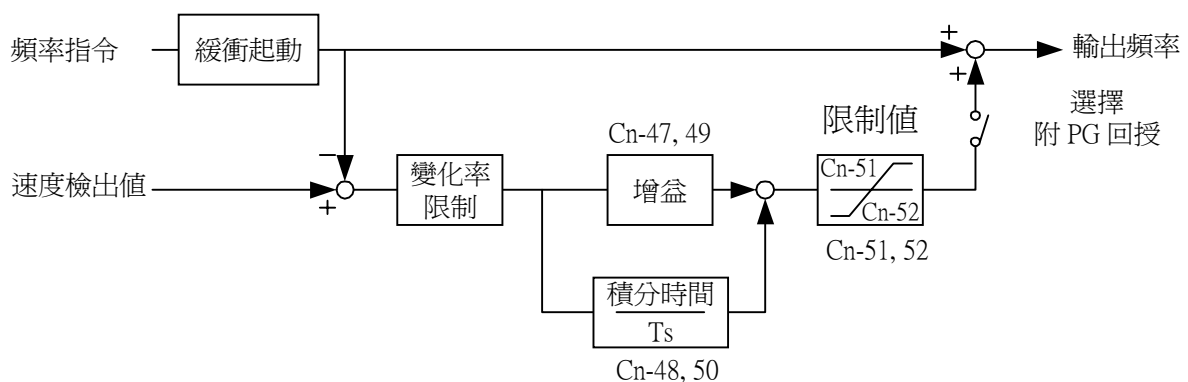 頻率指令
緩衝起動
+
輸出頻率
+
選擇
附 PG 回授
限制值
Cn-47, 49
−
速度檢出值
+
變化率
限制
增益
Cn-51
Cn-52
Cn-51, 52
積分時間
Ts
Cn-48, 50